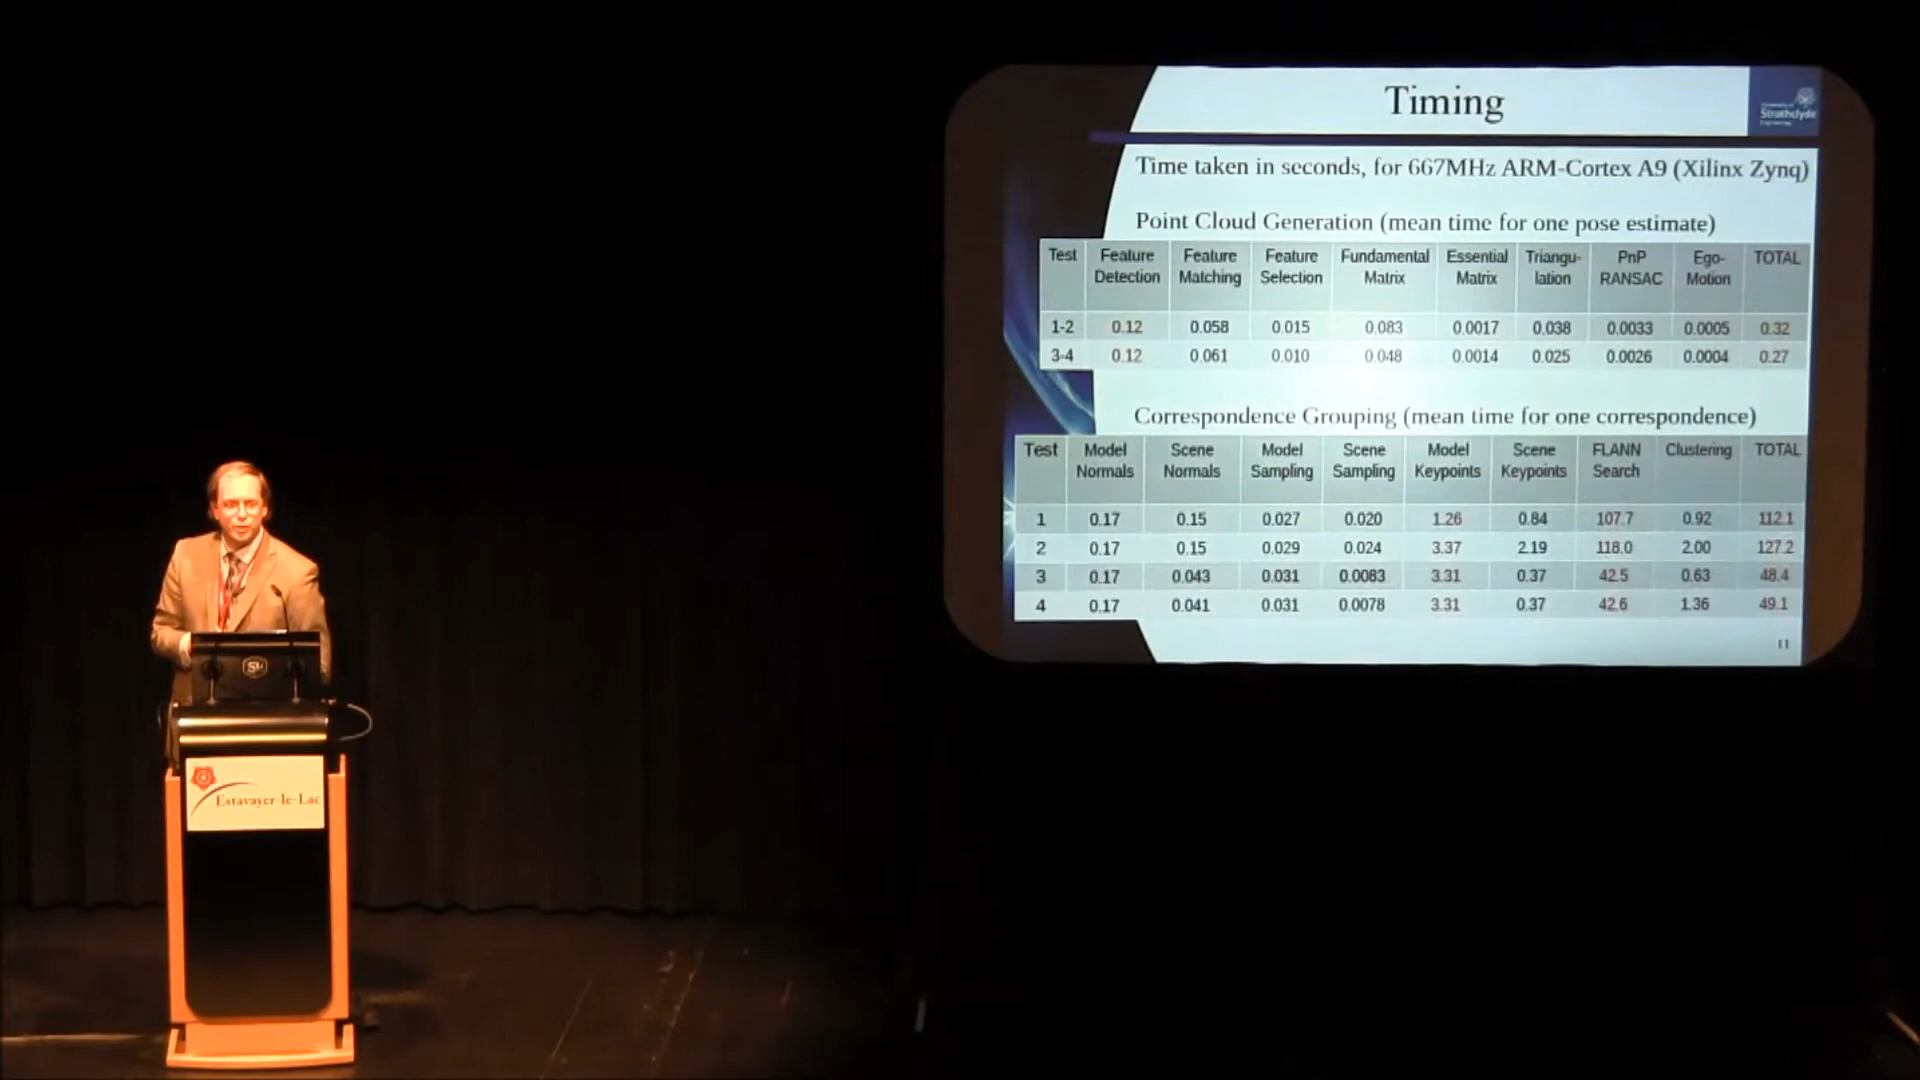 Timing
University of
Strathclyde
Engineering
Time taken in seconds, for 667MHz ARM-Cortex A9 (Xilinx Zynq)
Point Cloud Generation (mean time for one pose estimate)
Test Feature Detection Feature Matching Feature Selection Fundamental Matrix Essential Matrix Triangu-lation PnP RANSAC Ego-Motion TOTAL
1-2 0.12 0.058 0.015 0.083 0.0017 0.038 0.0033 0.0005 0.32
3-4 0.12 0.061 0.010 0.048 0.0014 0.025 0.0026 0.0004 0.27
Correspondence Grouping (mean time for one correspondence)
Test Model Normals Scene Normals Model Sampling Scene Sampling Model Keypoints Scene Keypoints FLANN Search Clustering TOTAL
1 0.17 0.15 0.027 0.020 1.26 0.84 107.7 0.92 112.1
2 0.17 0.15 0.029 0.024 3.37 2.19 118.0 2.00 127.2
3 0.17 0.043 0.031 0.0083 3.31 0.37 42.5 0.63 48.4
4 0.17 0.041 0.031 0.0078 3.31 0.37 42.6 1.36 49.1
11
Estavayer-le-Lac